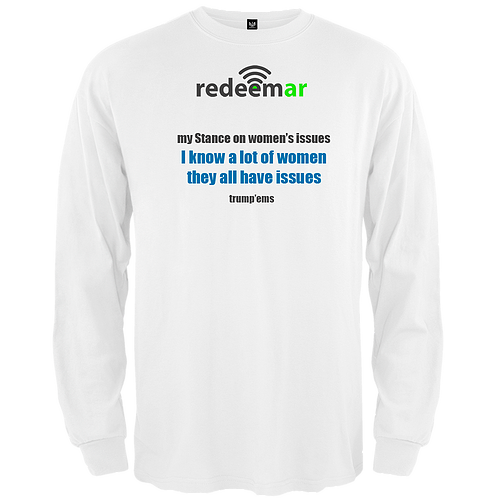 redeemar
my Stance on women's issues
I know a lot of women
they all have issues
trump'ems